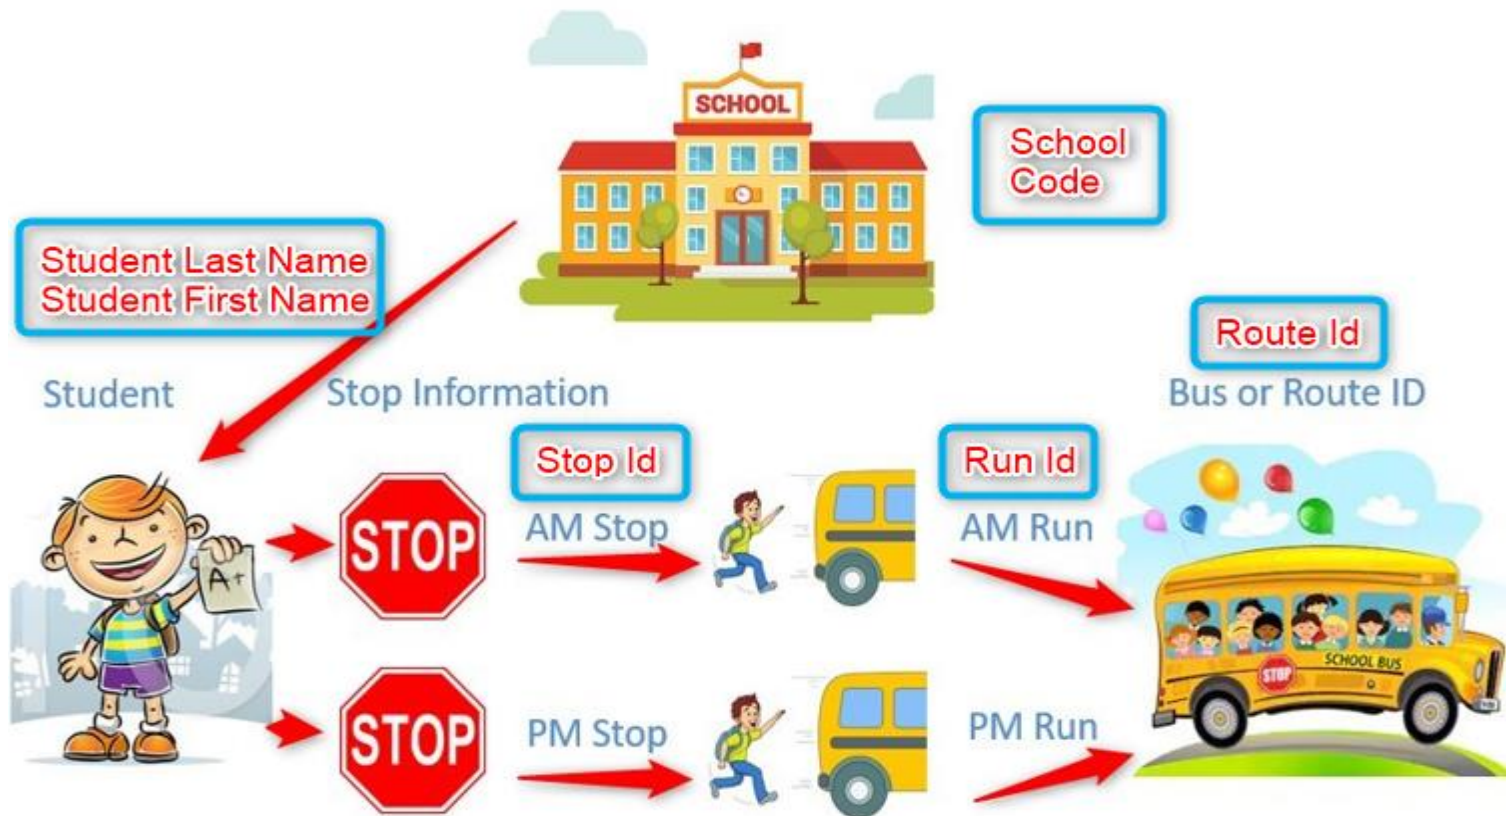 SCHOOL
School
Code
Student Last Name
Student First Name
Route Id
Student
Stop Information
Bus or Route ID
Stop Id
Run Id
A+
STOP
AM Stop
AM Run
SCHOOL BUS
STOP
STOP
PM Stop
PM Run